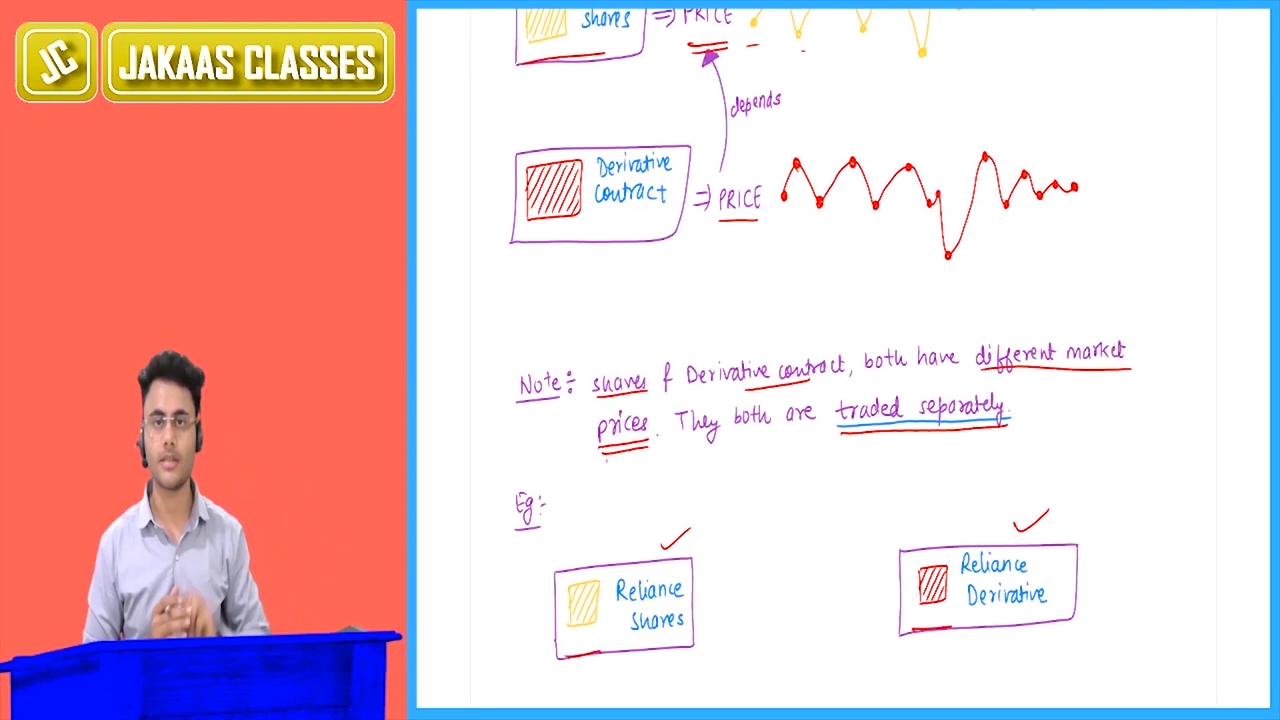 JC
JAKAAS CLASSES
shares ⇒ PRICE
depends
Derivative
contract
⇒ PRICE
Note÷ shares f Derivative contract, both have different market
prices. They both are traded separately.
Eg:-
Reliance
Shares
Reliance
Derivative